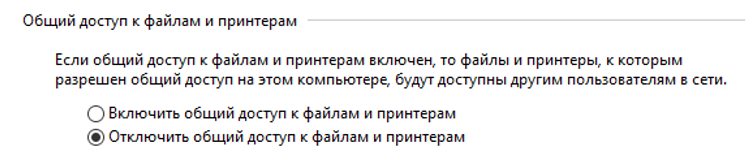 Общий доступ к файлам и принтерам
Если общий доступ к файлам и принтерам включен, то файлы и принтеры, к которым
разрешен общий доступ на этом компьютере, будут доступны другим пользователям в сети.
Включить общий доступ к файлам и принтерам
Отключить общий доступ к файлам и принтерам